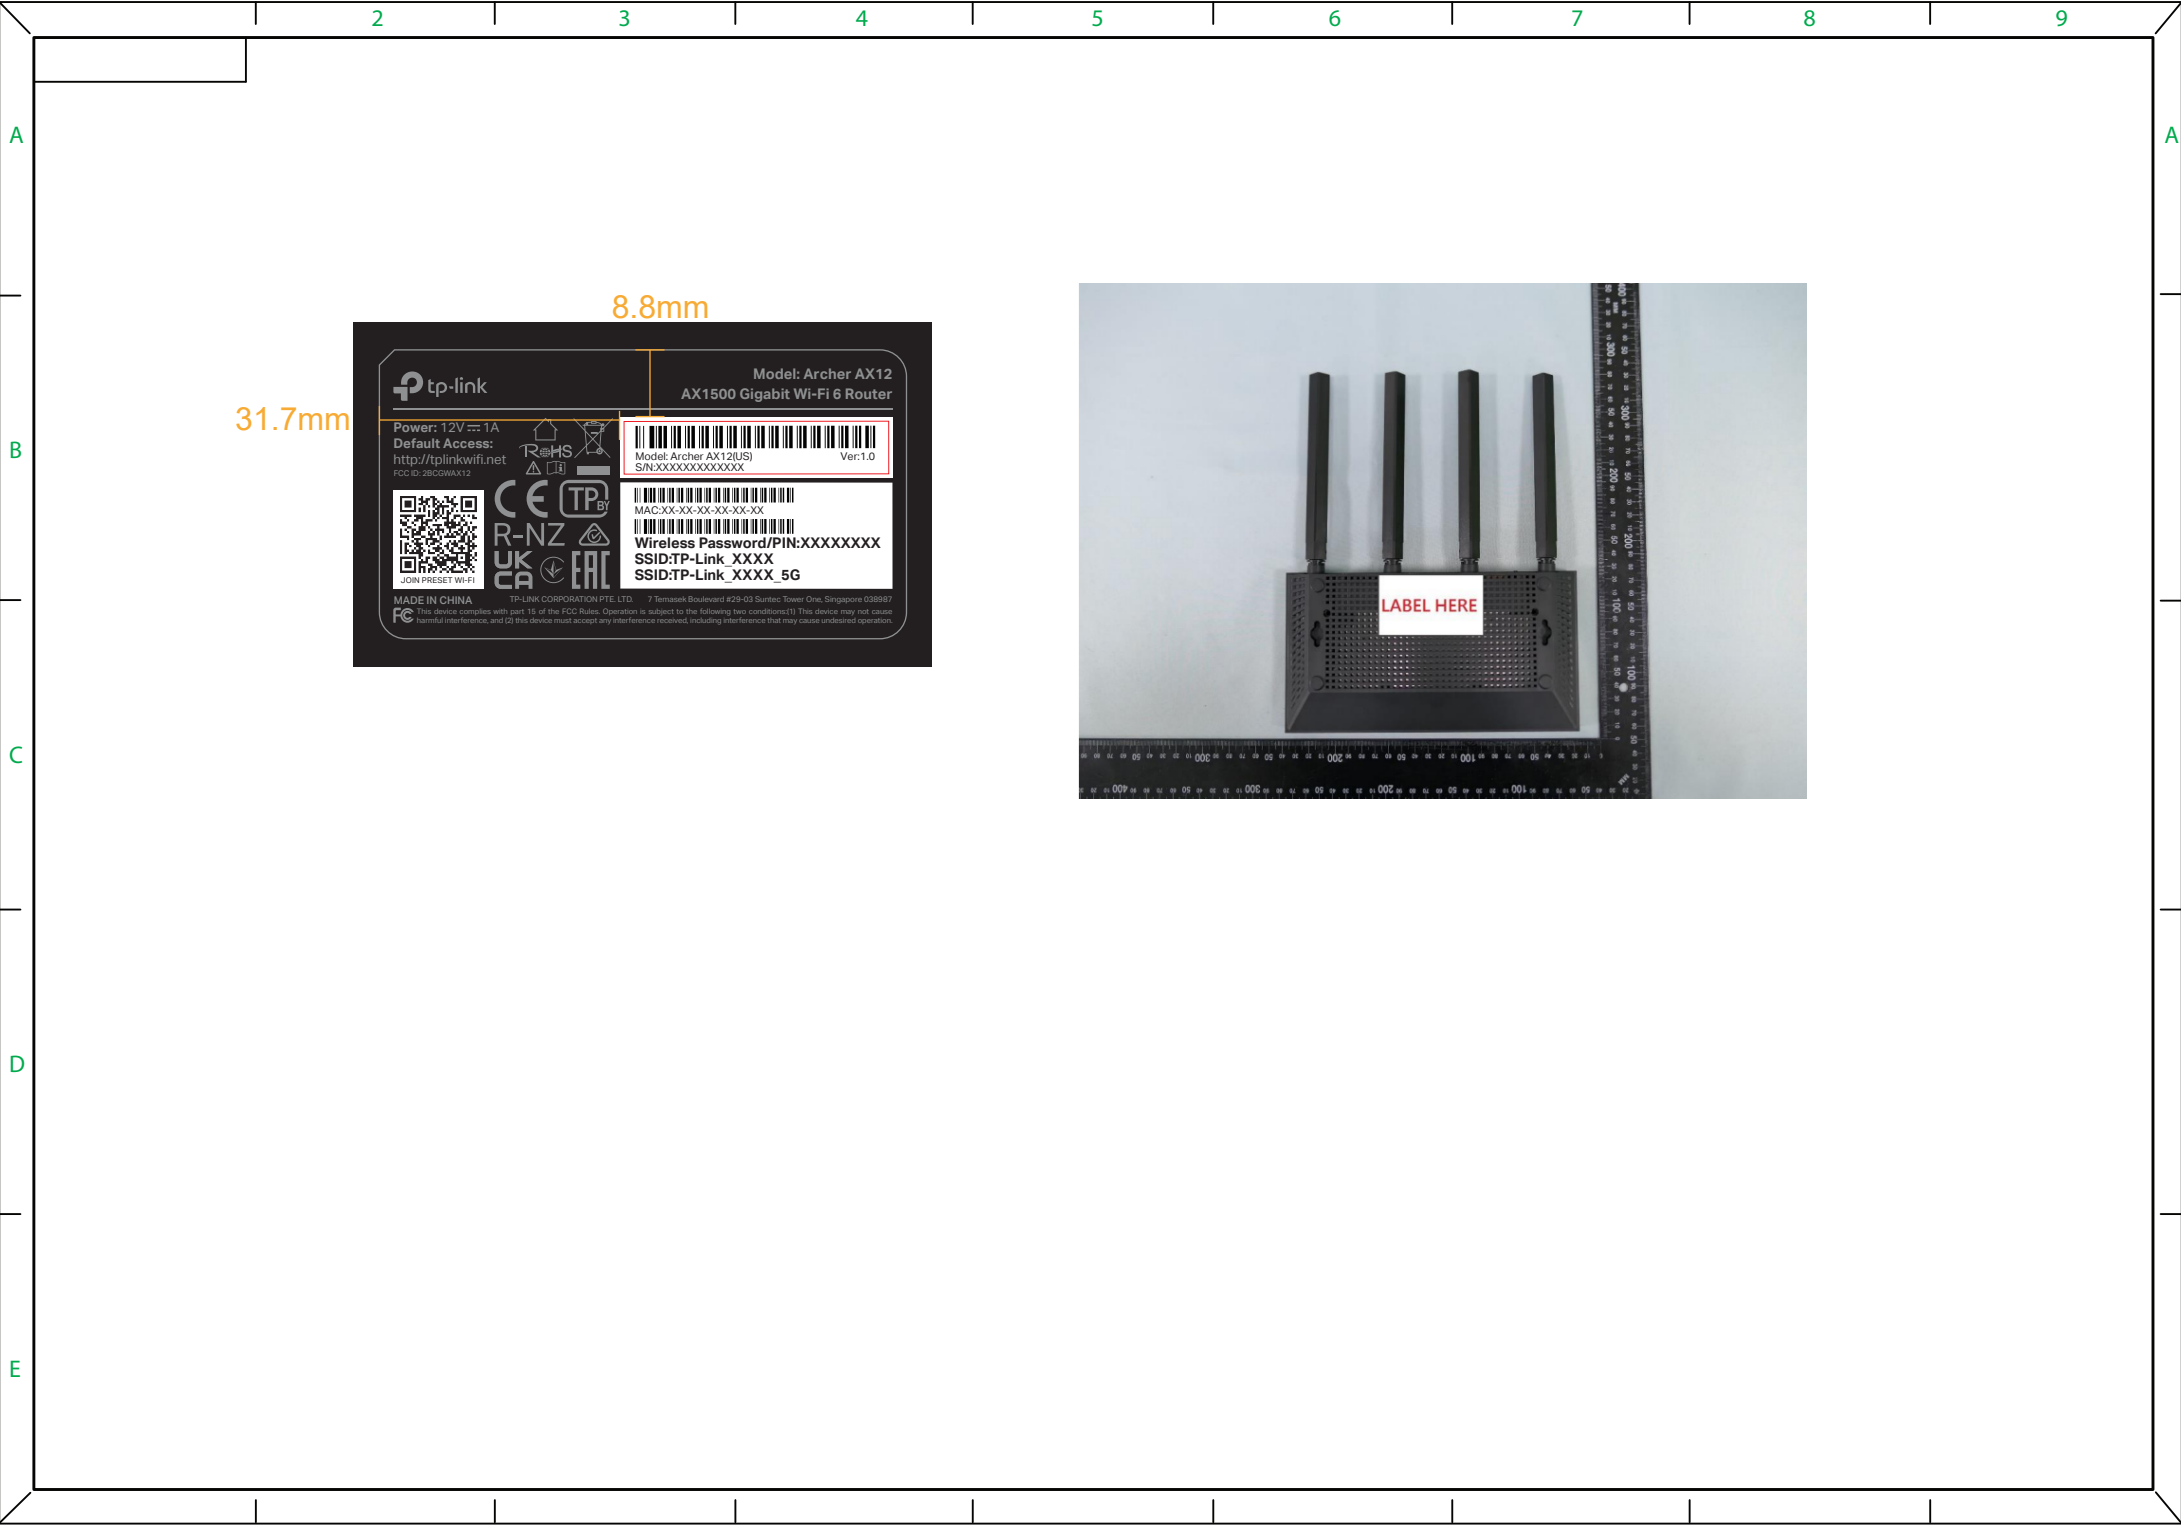 2 3 4 5 6 7 8 9
A A
8.8mm
31.7mm
tp-link
Model: Archer AX12
AX1500 Gigabit Wi-Fi 6 Router
Power: 12V⎓1A
Default Access:
http://tplinkwifi.net
FCC ID: 2BCGWAX12
RoHS
Model: Archer AX12(US) Ver:1.0
S/N:XXXXXXXXXXXXX
MAC:XX-XX-XX-XX-XX-XX
Wireless Password/PIN:XXXXXXXX
SSID:TP-Link_XXXX
SSID:TP-Link_XXXX_5G
CE TP BY
R-NZ
UK
CA
EAC
JOIN PRESET WI-FI
MADE IN CHINA TP-LINK CORPORATION PTE. LTD. 7 Temasek Boulevard #29-03 Suntec Tower One, Singapore 038987
FC This device complies with part 15 of the FCC Rules. Operation is subject to the following two conditions:(1) This device may not cause
harmful interference, and (2) this device must accept any interference received, including interference that may cause undesired operation.
LABEL HERE
B
C
D
E